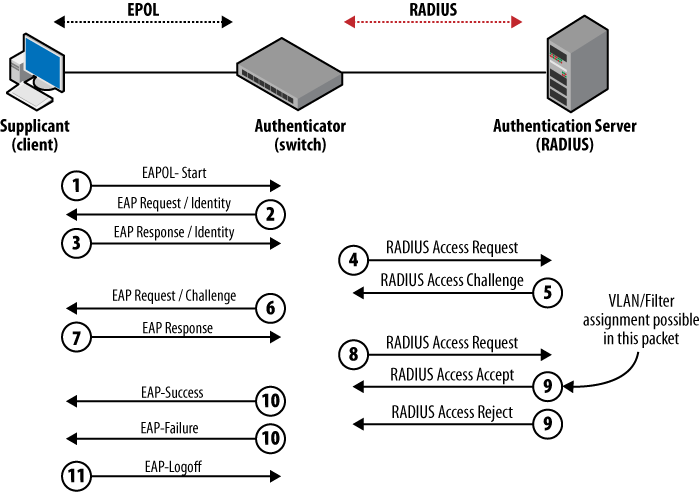 EPOL
RADIUS
Supplicant
(client)
Authenticator
(switch)
Authentication Server
(RADIUS)
1
EAPOL- Start
EAP Request / Identity
2
3
EAP Response / Identity
4
RADIUS Access Request
RADIUS Access Challenge
5
EAP Request / Challenge
6
7
EAP Response
8
RADIUS Access Request
RADIUS Access Accept
9
VLAN/Filter
assignment possible
in this packet
EAP-Success
10
RADIUS Access Reject
9
EAP-Failure
10
11
EAP-Logoff